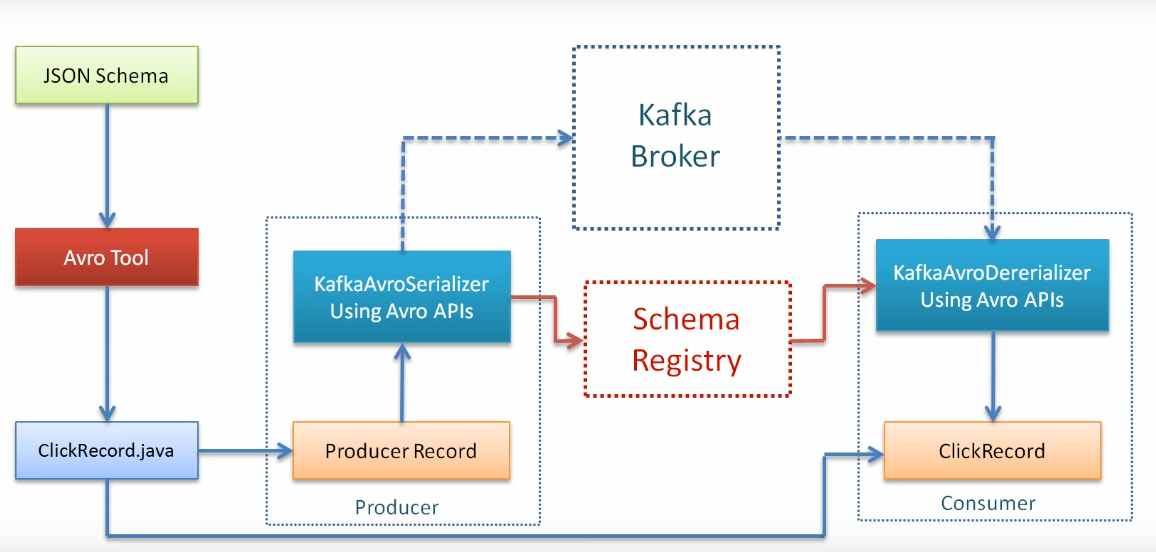 JSON Schema
Avro Tool
ClickRecord.java
KafkaAvroSerializer
Using Avro APIs
Producer Record
Producer
Kafka
Broker
Schema
Registry
KafkaAvroDererializer
Using Avro APIs
ClickRecord
Consumer